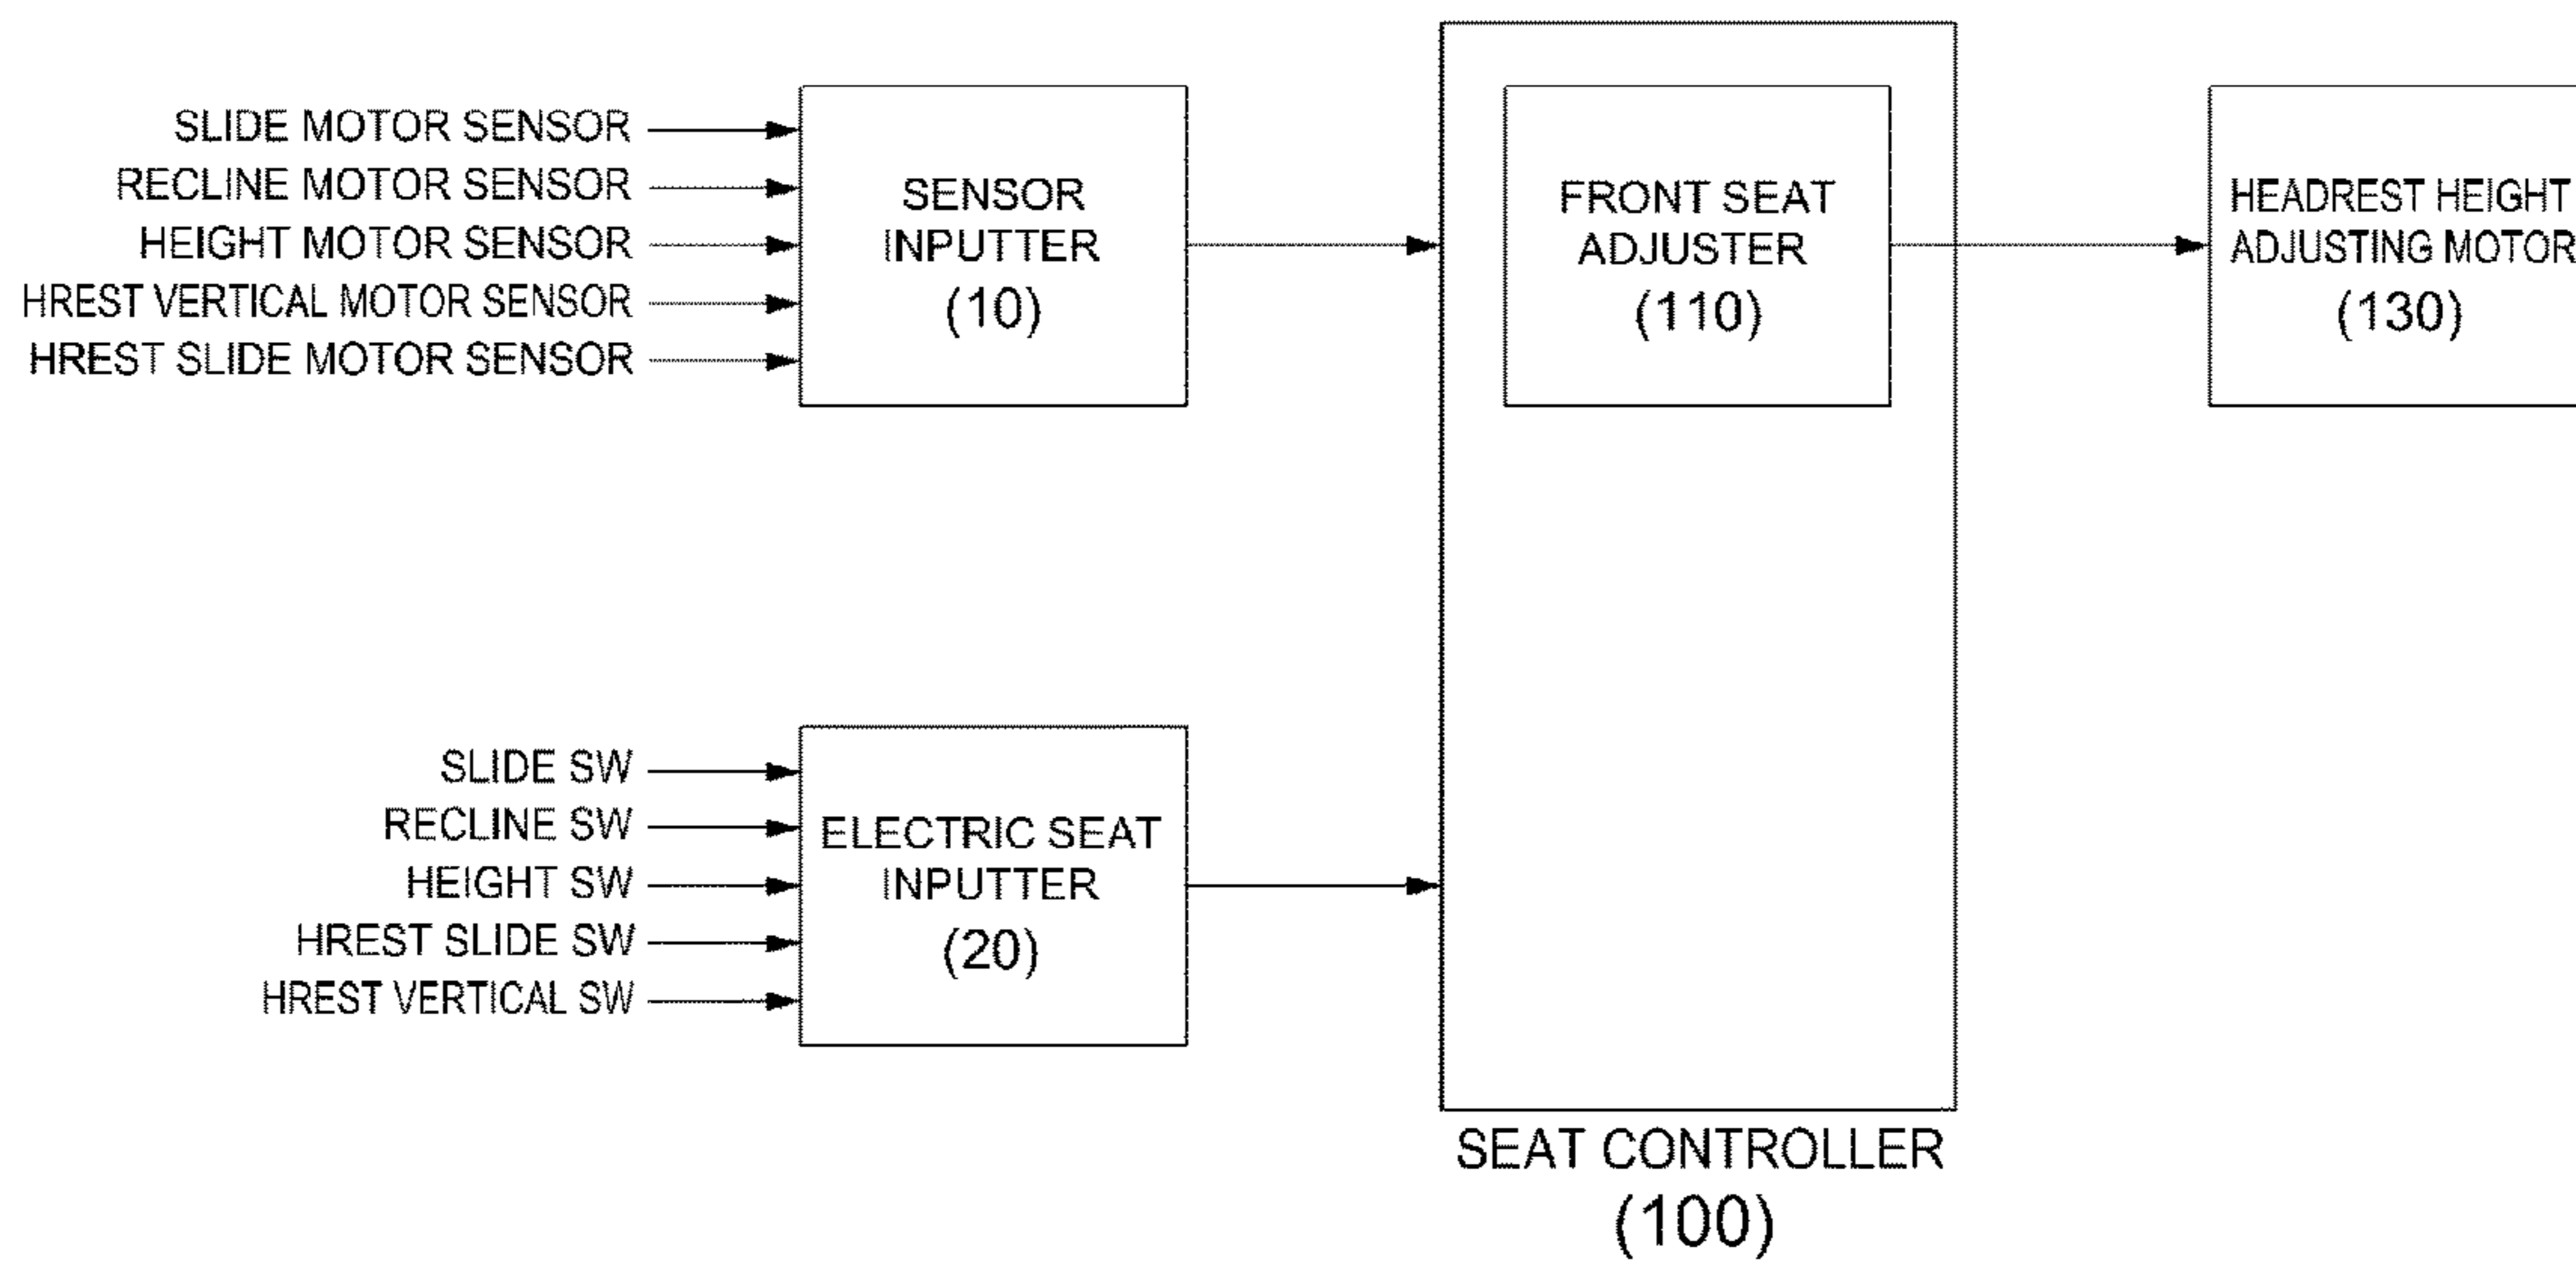 SLIDE MOTOR SENSOR
RECLINE MOTOR SENSOR
HEIGHT MOTOR SENSOR
HREST VERTICAL MOTOR SENSOR
HREST SLIDE MOTOR SENSOR
SENSOR
INPUTTER
(10)
FRONT SEAT
ADJUSTER
(110)
HEADREST HEIGHT
ADJUSTING MOTOR
(130)
SLIDE SW
RECLINE SW
HEIGHT SW
HREST SLIDE SW
HREST VERTICAL SW
ELECTRIC SEAT
INPUTTER
(20)
SEAT CONTROLLER
(100)